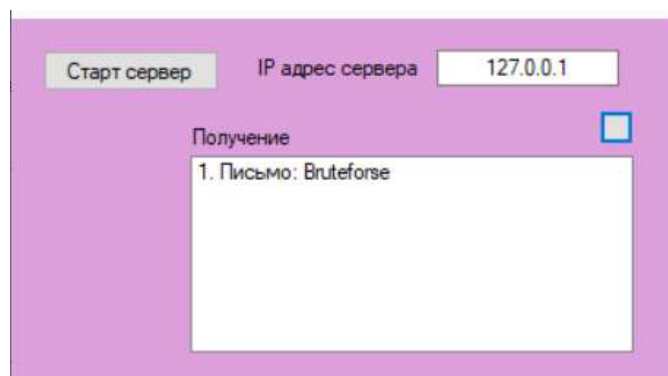 Старт сервер IP адрес сервера 127.0.0.1
Получение
1. Письмо: Bruteforse